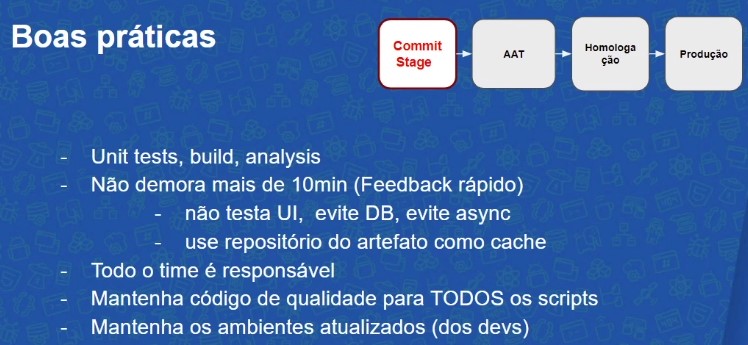 Boas práticas
Commit
Stage
AAT
Homologa
ção
Produção
- Unit tests, build, analysis
- Não demora mais de 10min (Feedback rápido)
- não testa UI, evite DB, evite async
- use repositório do artefato como cache
- Todo o time é responsável
- Mantenha código de qualidade para TODOS os scripts
- Mantenha os ambientes atualizados (dos devs)